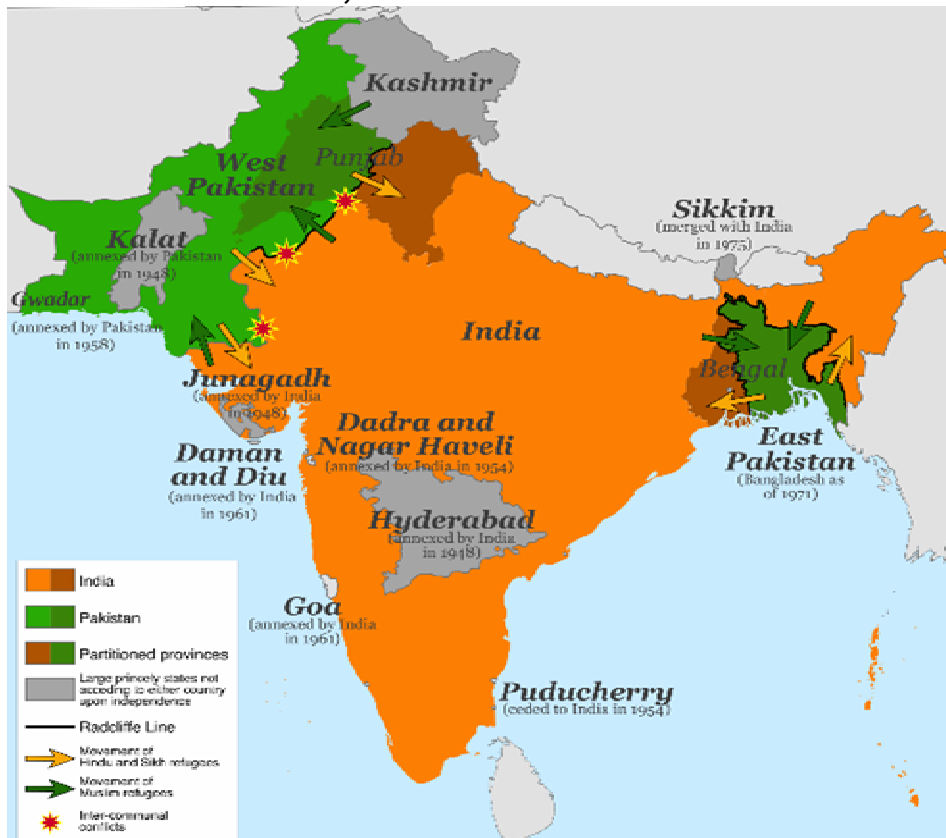 Kashmir
West
Pakistan
Punjab
Sikkim
(merged with India
in 1975)
Kalat
(annexed by Pakistan
in 1948)
Gwadar
(annexed by Pakistan
in 1958)
India
Bengal
Junagadh
(annexed by India
in 1948)
Dadra and
Nagar Haveli
(annexed by India in 1954)
Daman
and Diu
(annexed by India
in 1961)
East
Pakistan
(Bangladesh as
of 1971)
Hyderabad
(annexed by India
in 1948)
Goa
(annexed by India
in 1961)
Puducherry
(ceded to India in 1954)
India
Pakistan
Partitioned provinces
Large princely states not
acceding to either country
upon independence
Radcliffe Line
Movement of
Hindu and Sikh refugees
Movement of
Muslim refugees
Inter-communal
conflicts